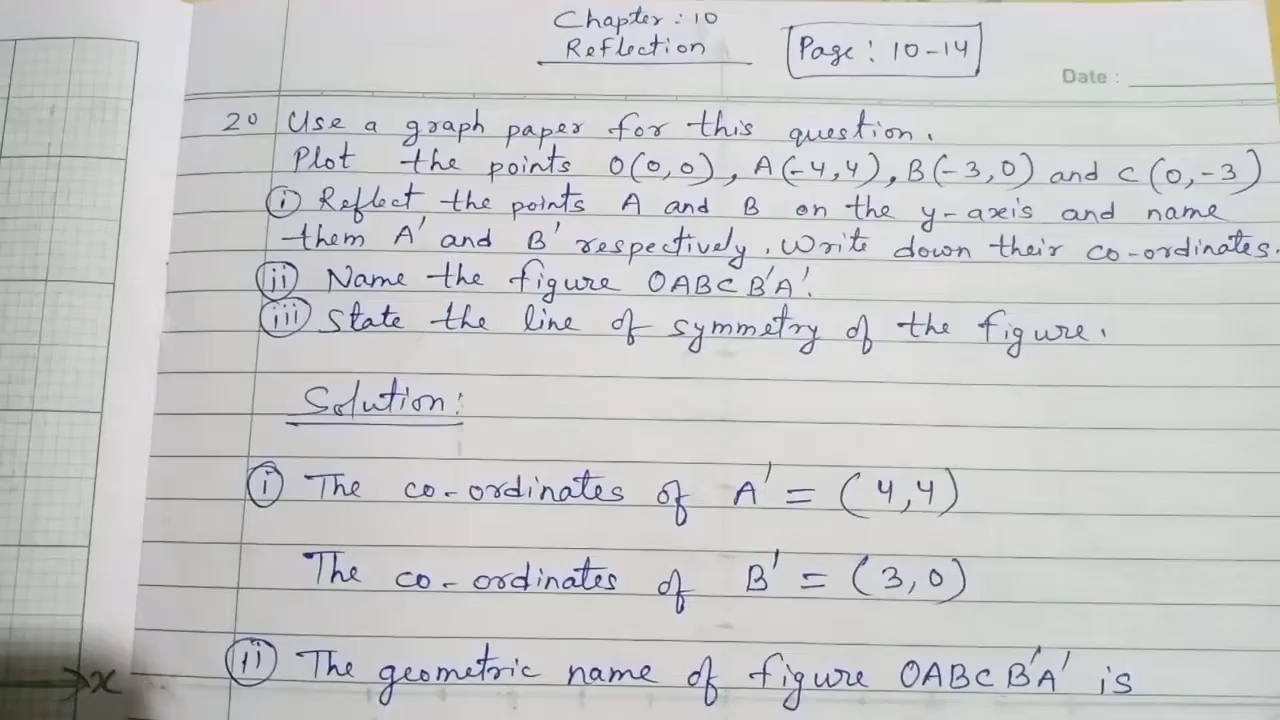 Chapter : 10
Reflection
Page : 10-14
Date :
20 Use a graph paper for this question.
Plot the points O(0,0), A(-4,4), B(-3,0) and C(0,-3)
(i) Reflect the points A and B on the y-axis and name
them A' and B' respectively. Write down their co-ordinates.
(ii) Name the figure OABCB'A'.
(iii) State the line of symmetry of the figure.
Solution:
(i) The co-ordinates of A' = (4,4)
The co-ordinates of B' = (3,0)
(ii) The geometric name of figure OABCB'A' is
x